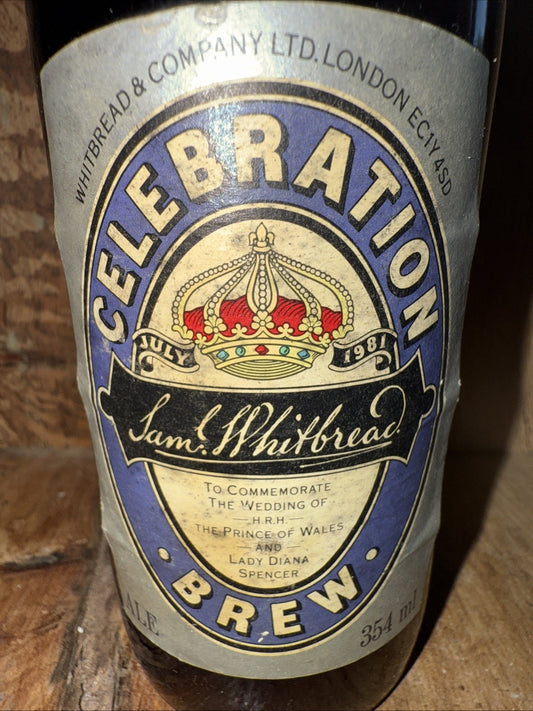 WHITBREAD & COMPANY LTD. LONDON EC1Y 4SD
CELEBRATION
JULY 1981
Saml. Whitbread.
TO COMMEMORATE
THE WEDDING OF
H.R.H
THE PRINCE OF WALES
AND
LADY DIANA
SPENCER
BREW
ALE
354 ml